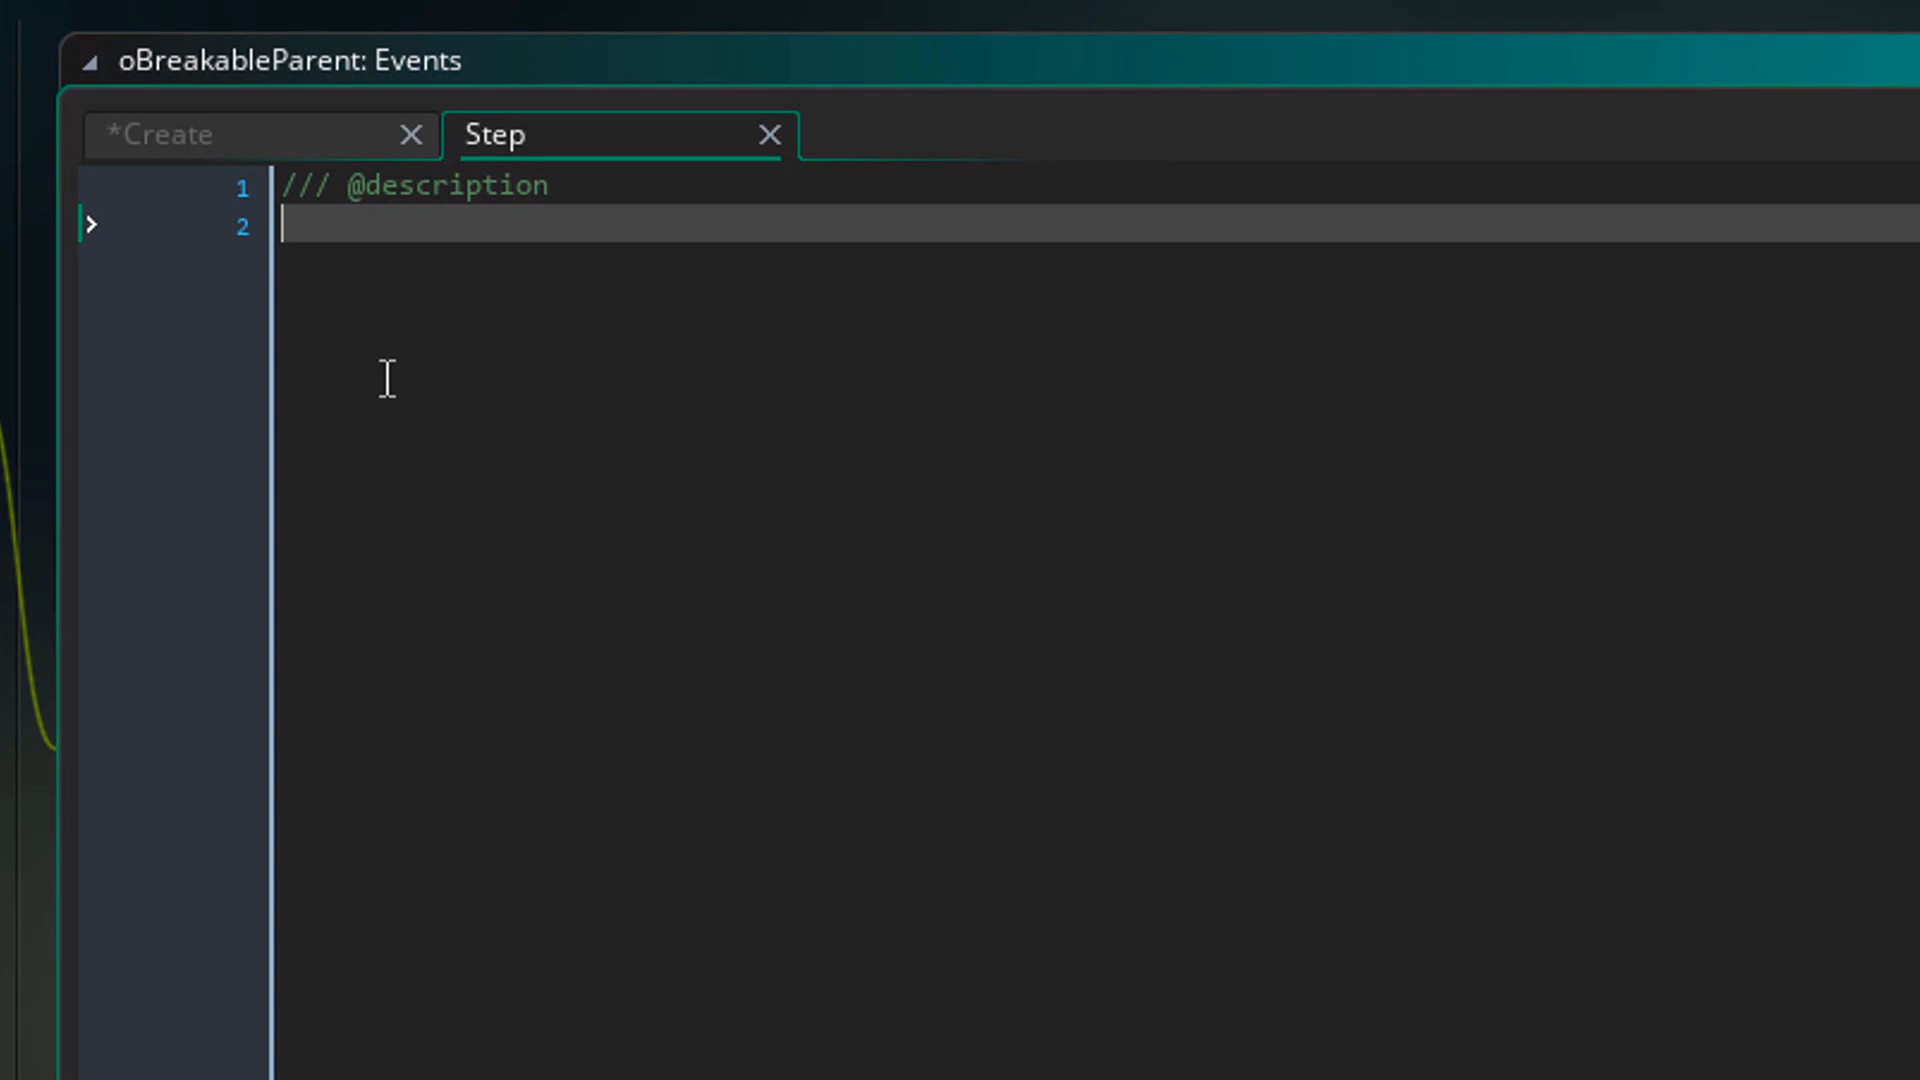 oBreakableParent: Events
*Create
Step
1 /// @description
2